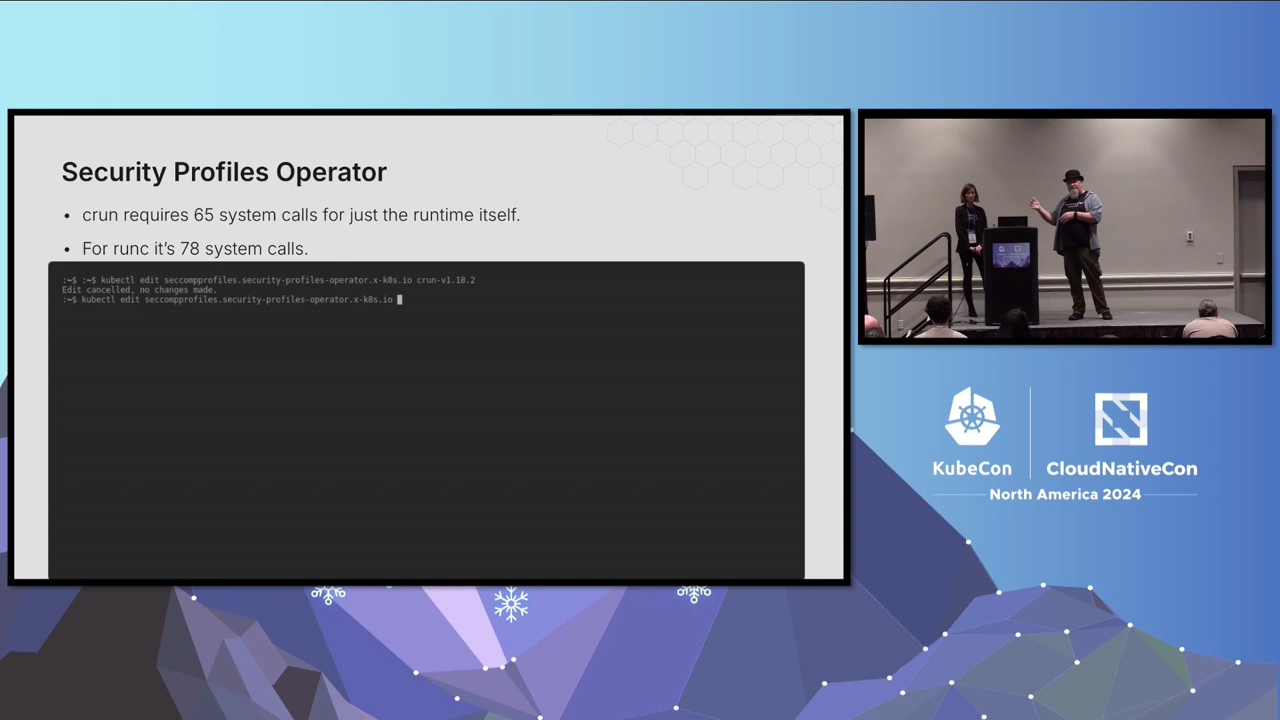 Security Profiles Operator
• crun requires 65 system calls for just the runtime itself.
• For runc it's 78 system calls.
:~$ :~$ kubectl edit seccompprofiles.security-profiles-operator.x-k8s.io crun-v1.18.2
Edit cancelled, no changes made.
:~$ kubectl edit seccompprofiles.security-profiles-operator.x-k8s.io
KubeCon
CloudNativeCon
North America 2024